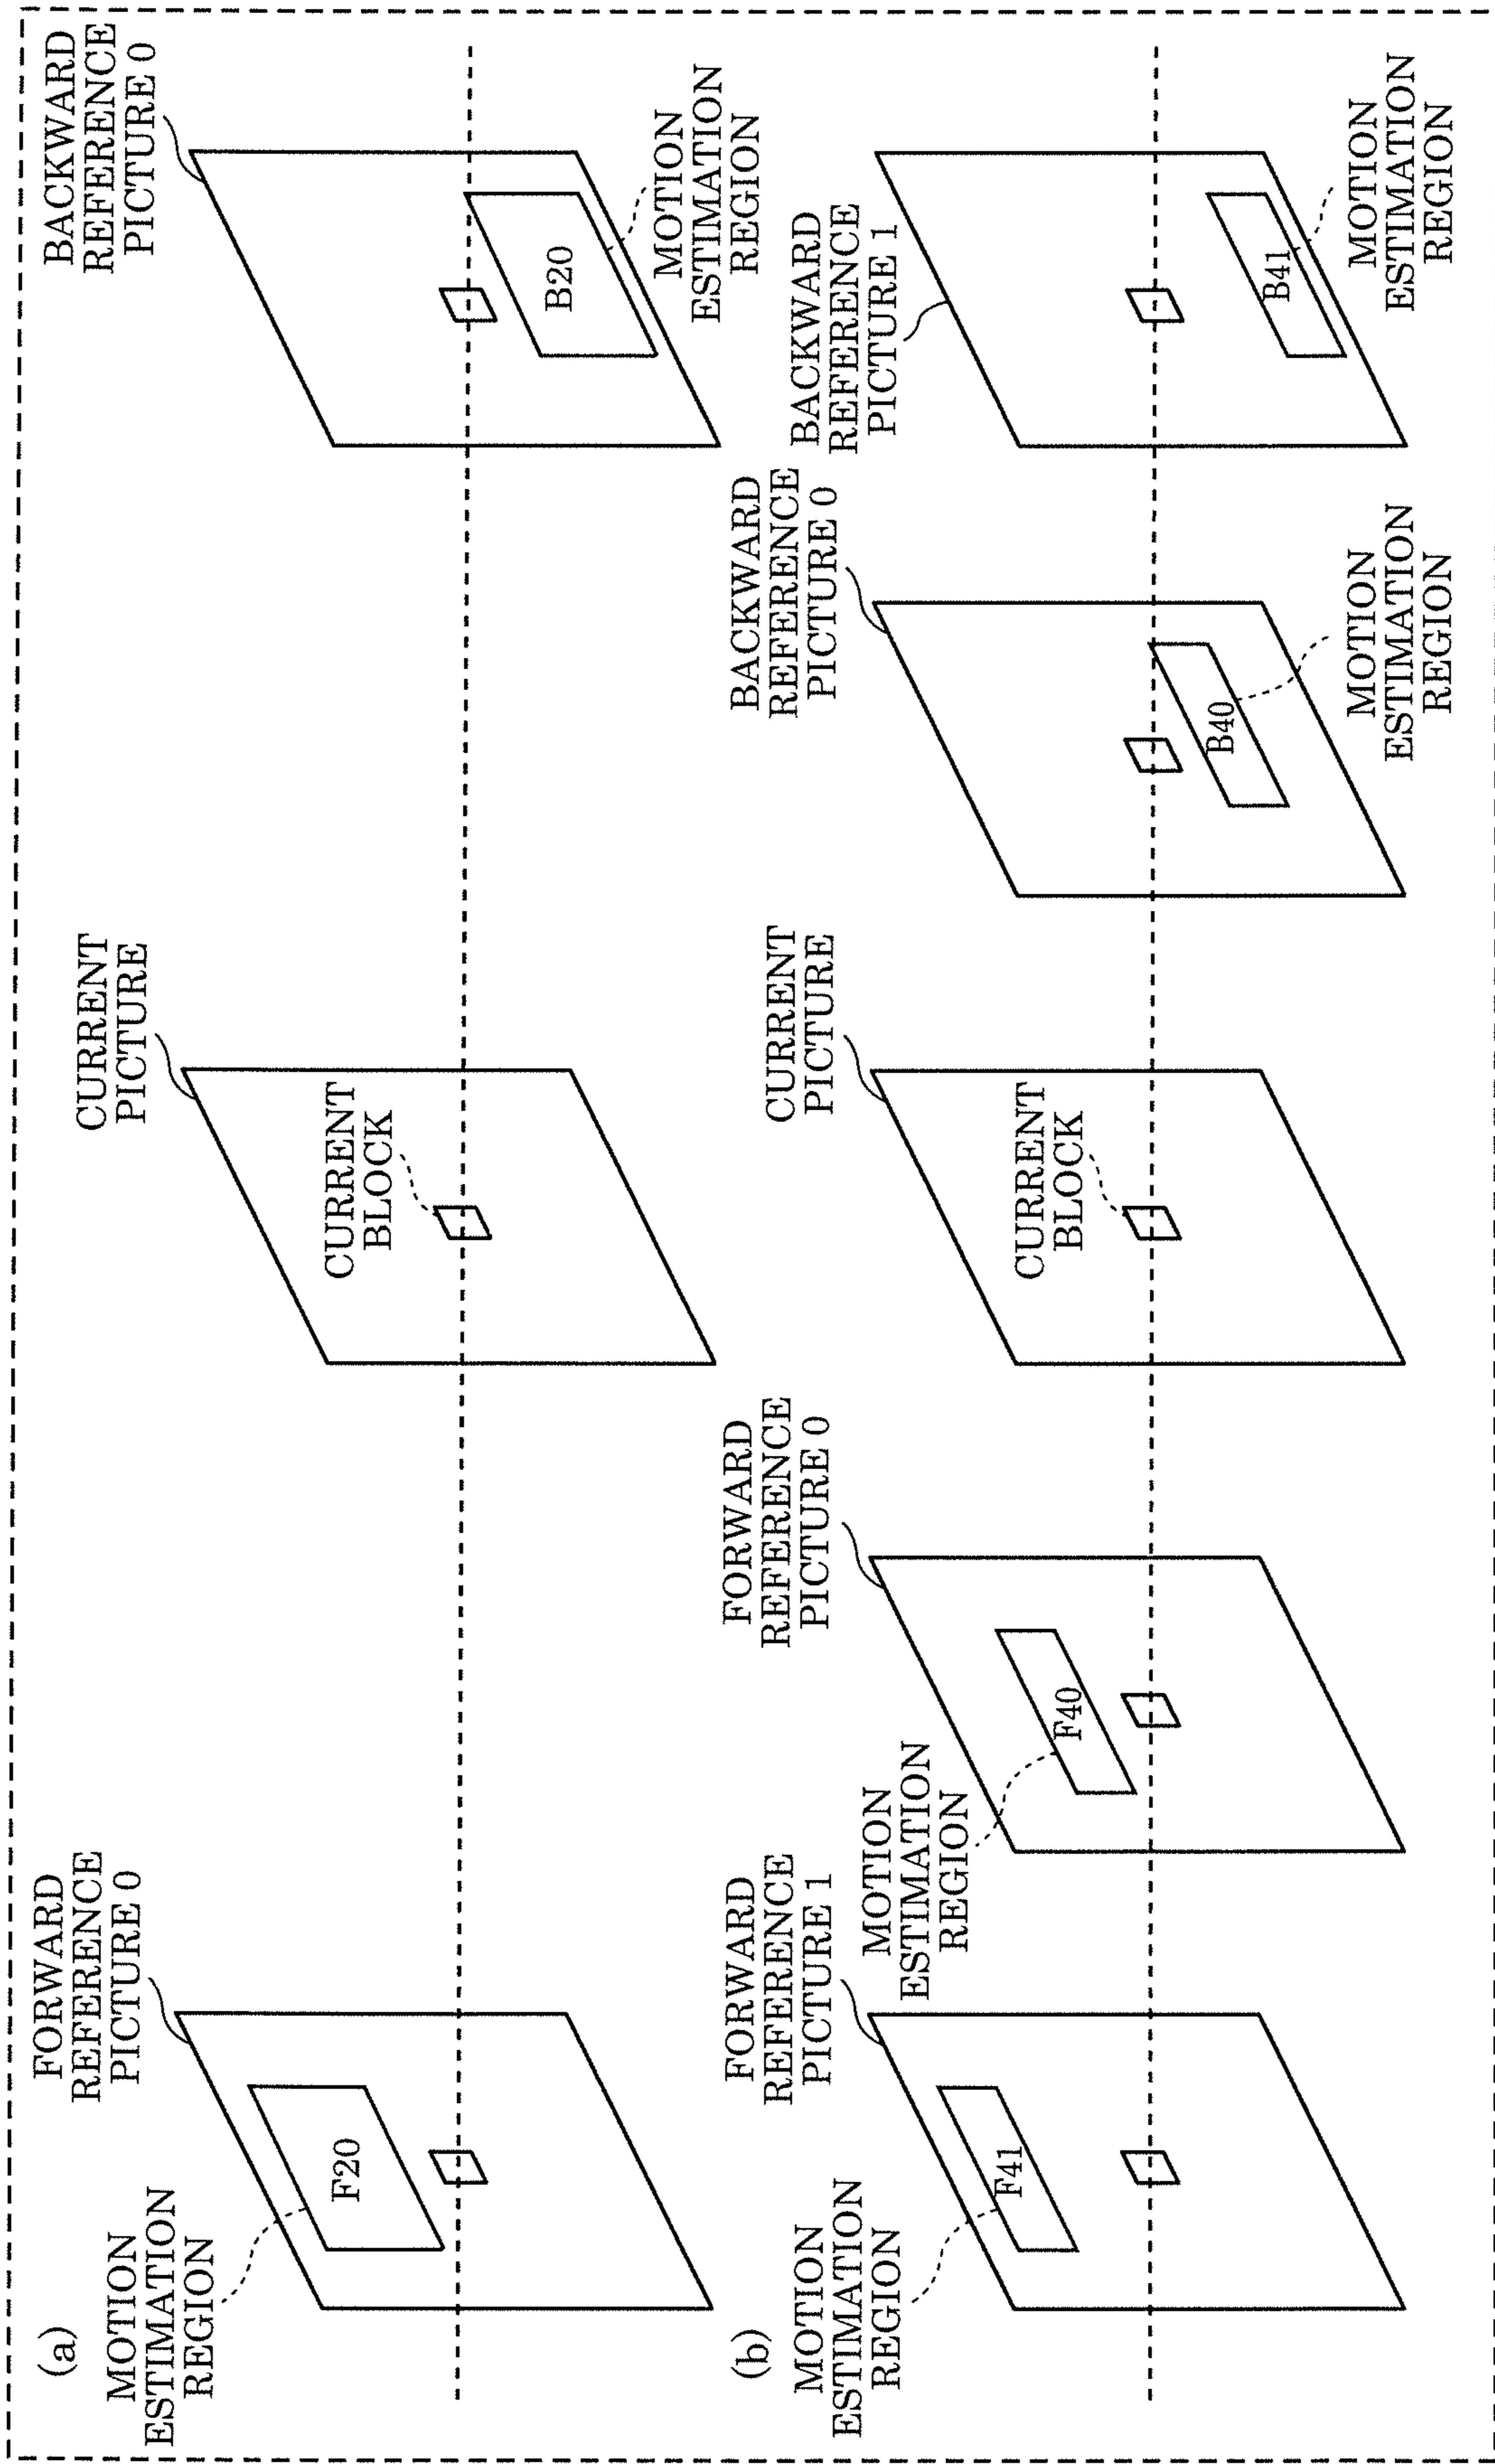 (a)
FORWARD
REFERENCE
PICTURE 0
MOTION
ESTIMATION
REGION
F20
CURRENT
PICTURE
CURRENT
BLOCK
BACKWARD
REFERENCE
PICTURE 0
B20
MOTION
ESTIMATION
REGION
(b)
FORWARD
REFERENCE
PICTURE 1
MOTION
ESTIMATION
REGION
F41
FORWARD
REFERENCE
PICTURE 0
MOTION
ESTIMATION
REGION
F40
CURRENT
PICTURE
CURRENT
BLOCK
BACKWARD
REFERENCE
PICTURE 0
B40
MOTION
ESTIMATION
REGION
BACKWARD
REFERENCE
PICTURE 1
B41
MOTION
ESTIMATION
REGION